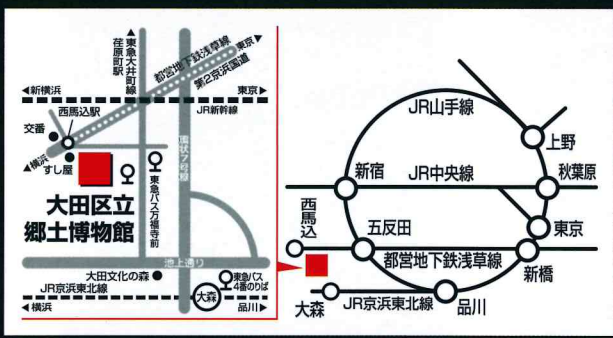 ▲東急大井町線
荏原町駅
都営地下鉄浅草線
東京▶
第2京浜国道
◀新横浜
東京▶
JR新幹線
西馬込駅
交番
◀横浜
すし屋
環状7号線
東急バス万福寺前
大田区立
郷土博物館
池上通り
大田文化の森
東急バス
4番のりば
JR京浜東北線
大森
◀横浜
品川▶
JR山手線
上野
新宿
JR中央線
秋葉原
西馬込
五反田
東京
都営地下鉄浅草線
新橋
大森
JR京浜東北線
品川